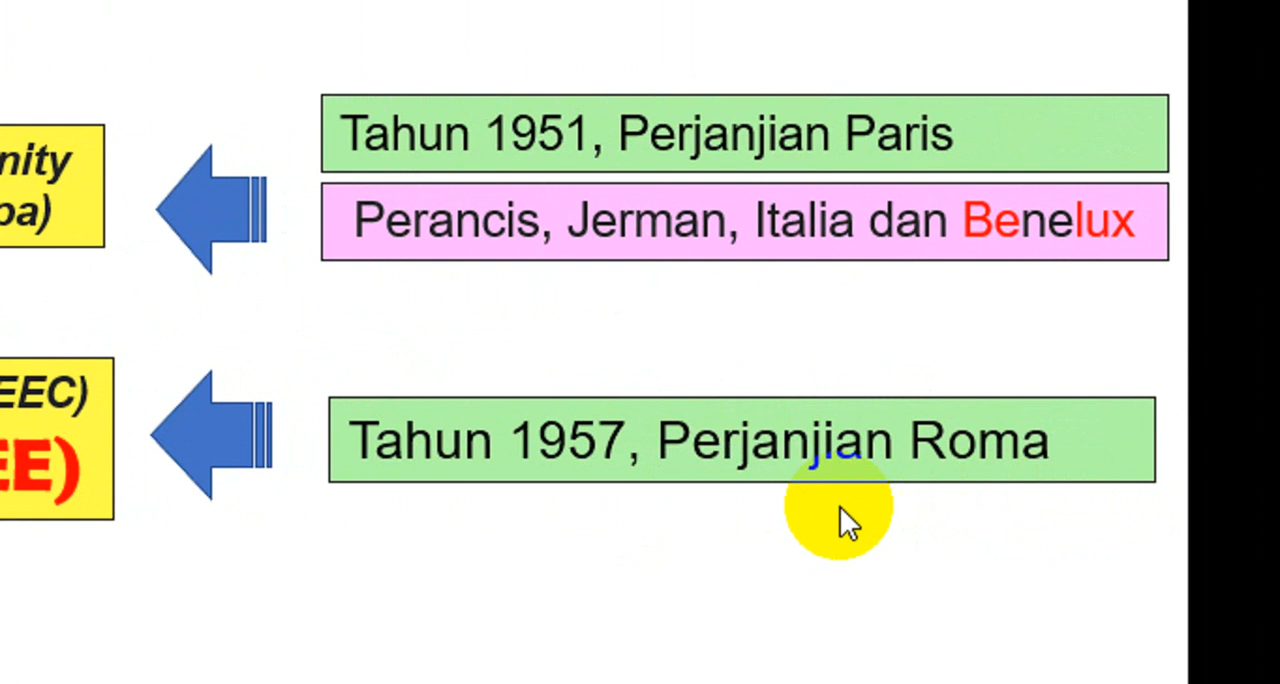 Tahun 1951, Perjanjian Paris
nity
pa)
Perancis, Jerman, Italia dan Benelux
EEC)
EE)
Tahun 1957, Perjanjian Roma